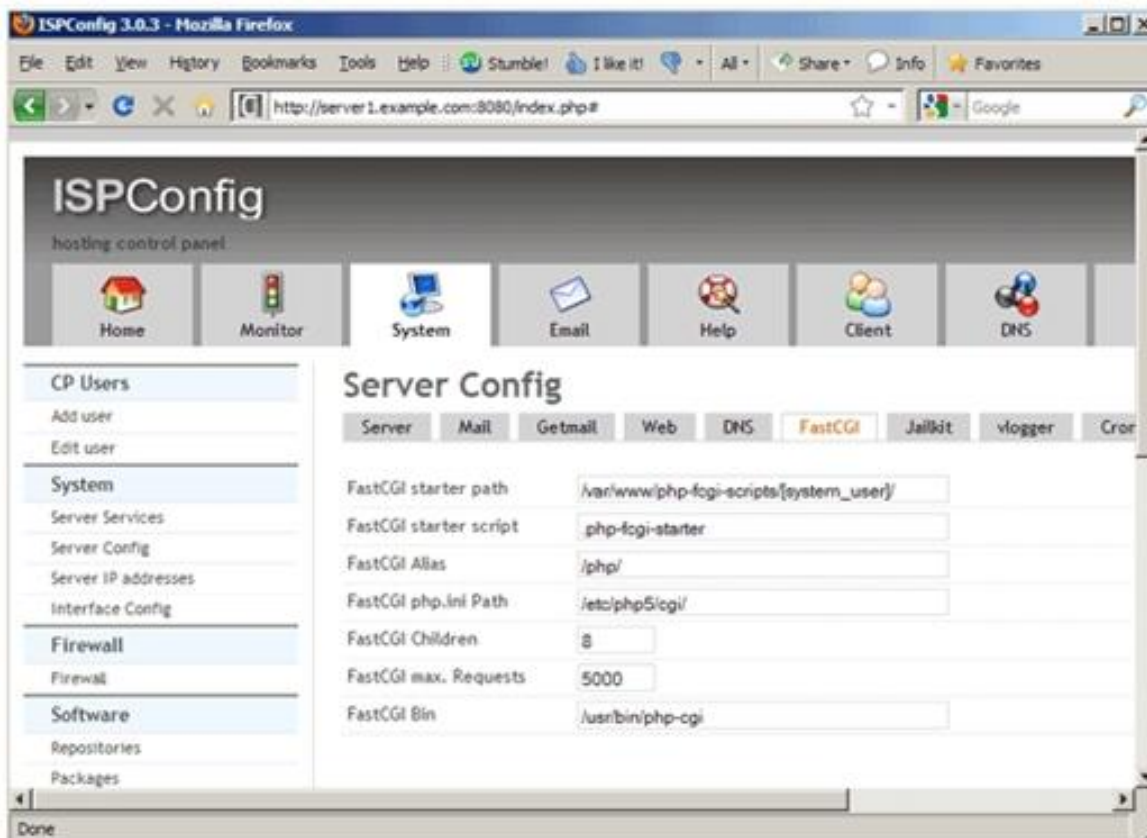 ISPConfig 3.0.3 - Mozilla Firefox
File Edit View History Bookmarks Tools Help Stumble! I like it! All Share Info Favorites
http://server1.example.com:8080/index.php# Google
ISPConfig
hosting control panel
Home Monitor System Email Help Client DNS
CP Users
Add user
Edit user
System
Server Services
Server Config
Server IP addresses
Interface Config
Firewall
Firewall
Software
Repositories
Packages
Server Config
Server Mail Getmail Web DNS FastCGI Jailkit vlogger Cron
FastCGI starter path /var/www/php-fcgi-scripts/[system_user]/
FastCGI starter script .php-fcgi-starter
FastCGI Alias /php/
FastCGI php.ini Path /etc/php5/cgi/
FastCGI Children 8
FastCGI max. Requests 5000
FastCGI Bin /usr/bin/php-cgi
Done